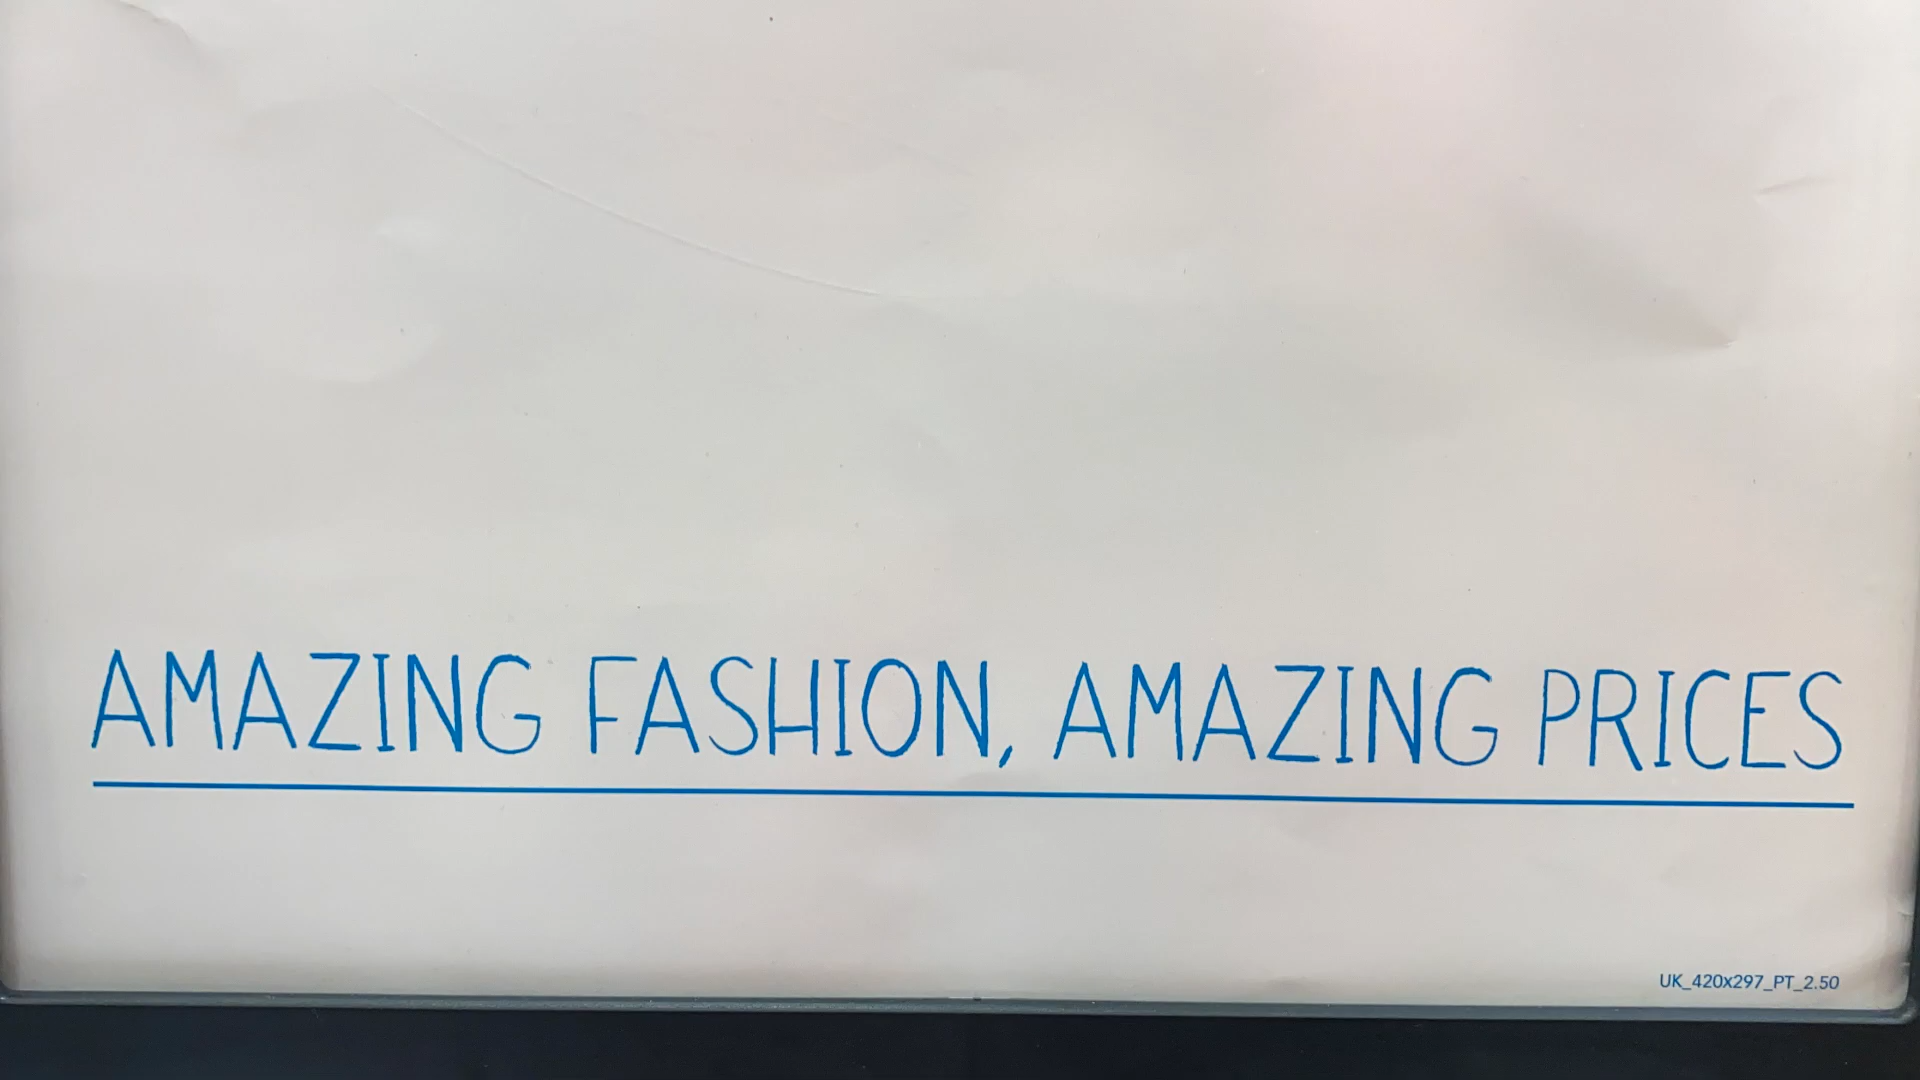 AMAZING FASHION, AMAZING PRICES
UK_420x297_PT_2.50